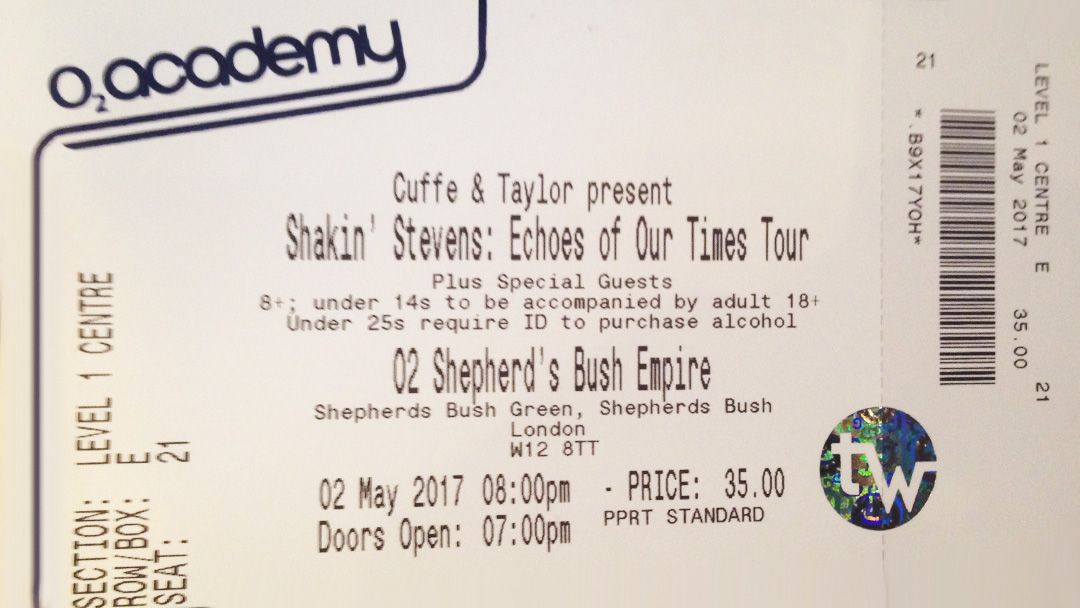 O2 academy
Cuffe & Taylor present
Shakin' Stevens: Echoes of Our Times Tour
Plus Special Guests
8+; under 14s to be accompanied by adult 18+
Under 25s require ID to purchase alcohol
O2 Shepherd's Bush Empire
Shepherds Bush Green, Shepherds Bush
London
W12 8TT
02 May 2017 08:00pm - PRICE: 35.00
Doors Open: 07:00pm PPRT STANDARD
SECTION: LEVEL 1 CENTRE
ROW/BOX: E
SEAT: 21
tw
21
*.B9X17YOH*
LEVEL 1 CENTRE E 21
02 May 2017 35.00